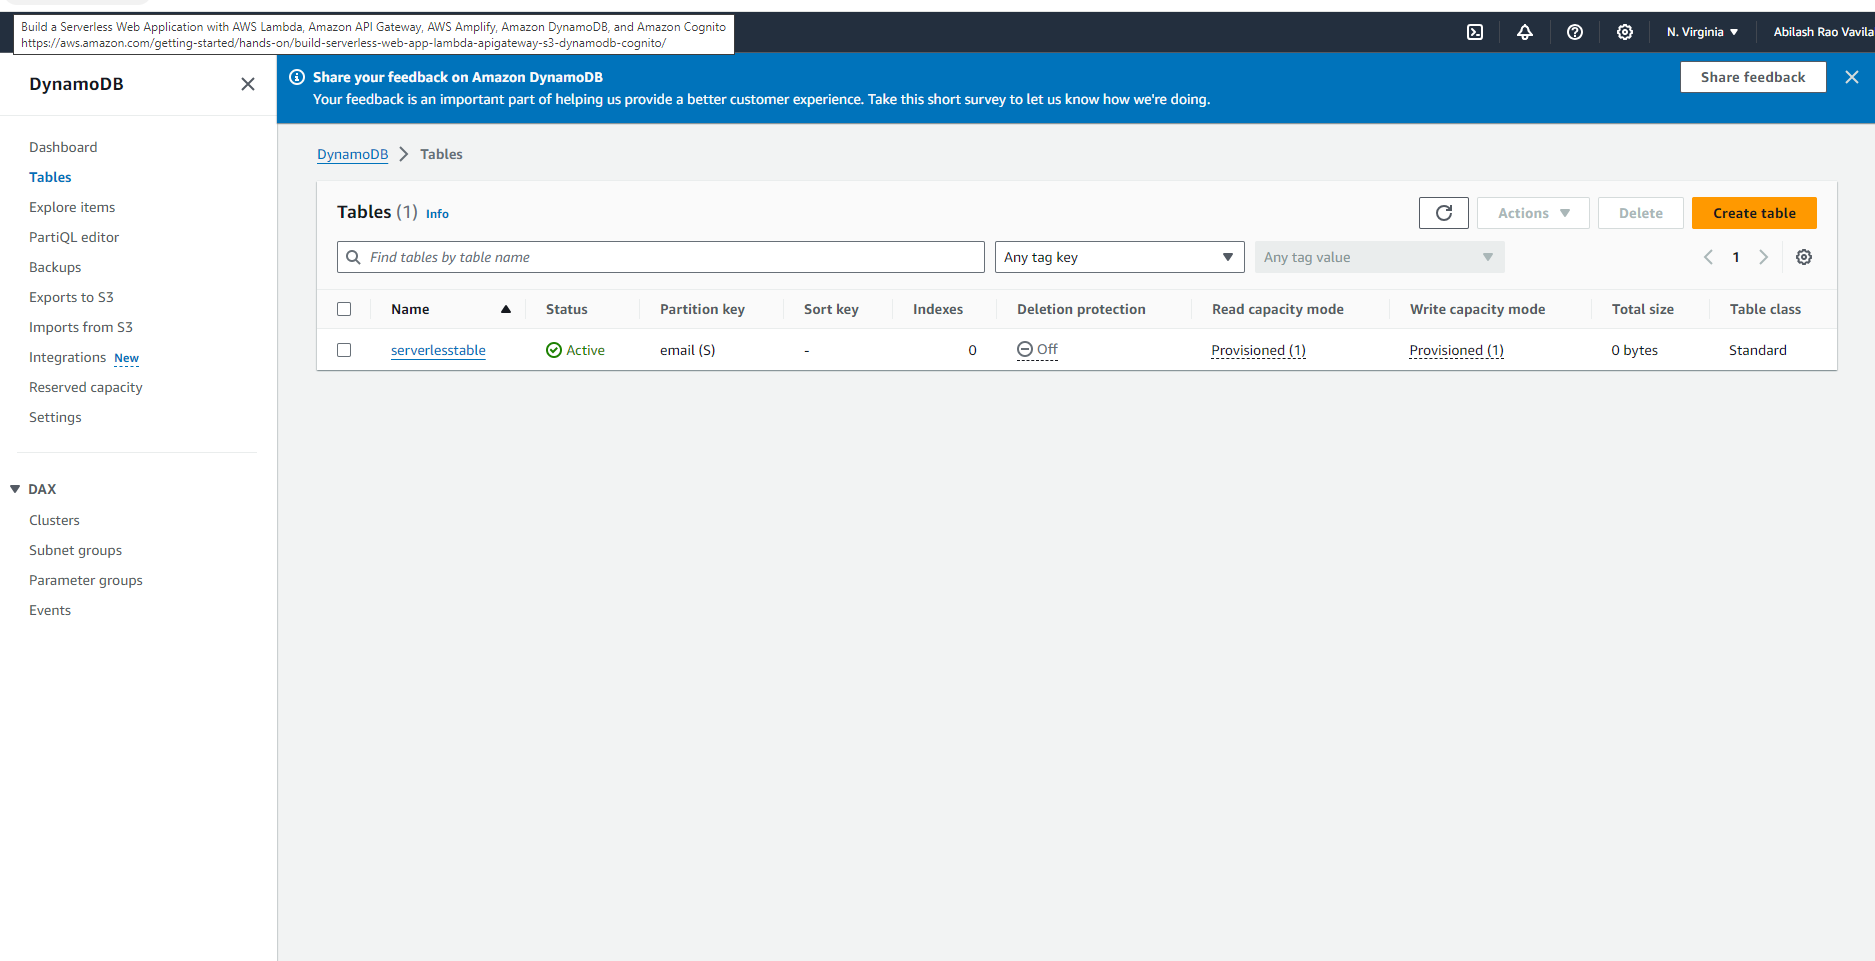 Build a Serverless Web Application with AWS Lambda, Amazon API Gateway, AWS Amplify, Amazon DynamoDB, and Amazon Cognito
https://aws.amazon.com/getting-started/hands-on/build-serverless-web-app-lambda-apigateway-s3-dynamodb-cognito/
N. Virginia
Abilash Rao Vavila
DynamoDB
Dashboard
Tables
Explore items
PartiQL editor
Backups
Exports to S3
Imports from S3
Integrations New
Reserved capacity
Settings
DAX
Clusters
Subnet groups
Parameter groups
Events
Share your feedback on Amazon DynamoDB
Your feedback is an important part of helping us provide a better customer experience. Take this short survey to let us know how we're doing.
Share feedback
DynamoDB Tables
Tables (1) Info
Actions
Delete
Create table
Find tables by table name
Any tag key
Any tag value
1
Name Status Partition key Sort key Indexes Deletion protection Read capacity mode Write capacity mode Total size Table class
serverlesstable Active email (S) - 0 Off Provisioned (1) Provisioned (1) 0 bytes Standard